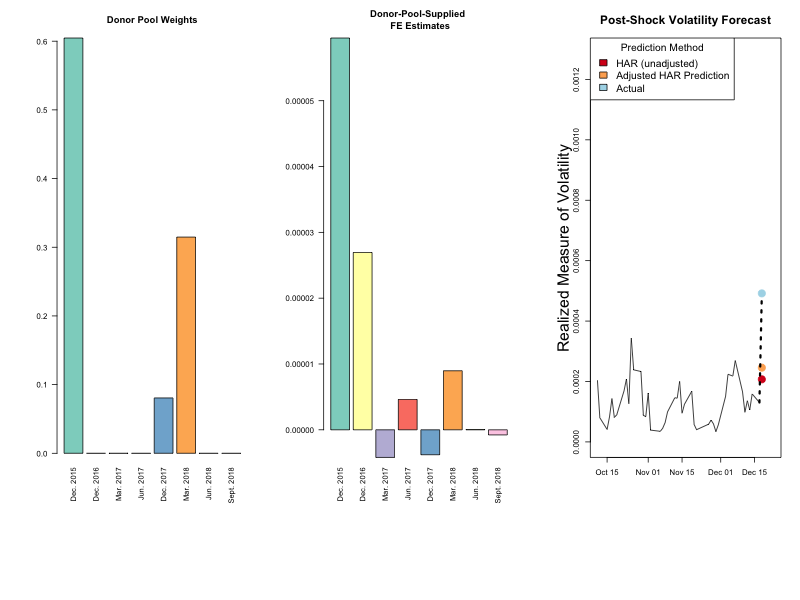 Donor Pool Weights
0.6
0.5
0.4
0.3
0.2
0.1
0.0
Dec. 2015
Dec. 2016
Mar. 2017
Jun. 2017
Dec. 2017
Mar. 2018
Jun. 2018
Sept. 2018
Donor-Pool-Supplied
FE Estimates
0.00005
0.00004
0.00003
0.00002
0.00001
0.00000
Dec. 2015
Dec. 2016
Mar. 2017
Jun. 2017
Dec. 2017
Mar. 2018
Jun. 2018
Sept. 2018
Post-Shock Volatility Forecast
Prediction Method
HAR (unadjusted)
Adjusted HAR Prediction
Actual
Realized Measure of Volatility
0.0012
0.0010
0.0008
0.0006
0.0004
0.0002
0.0000
Oct 15
Nov 01
Nov 15
Dec 01
Dec 15